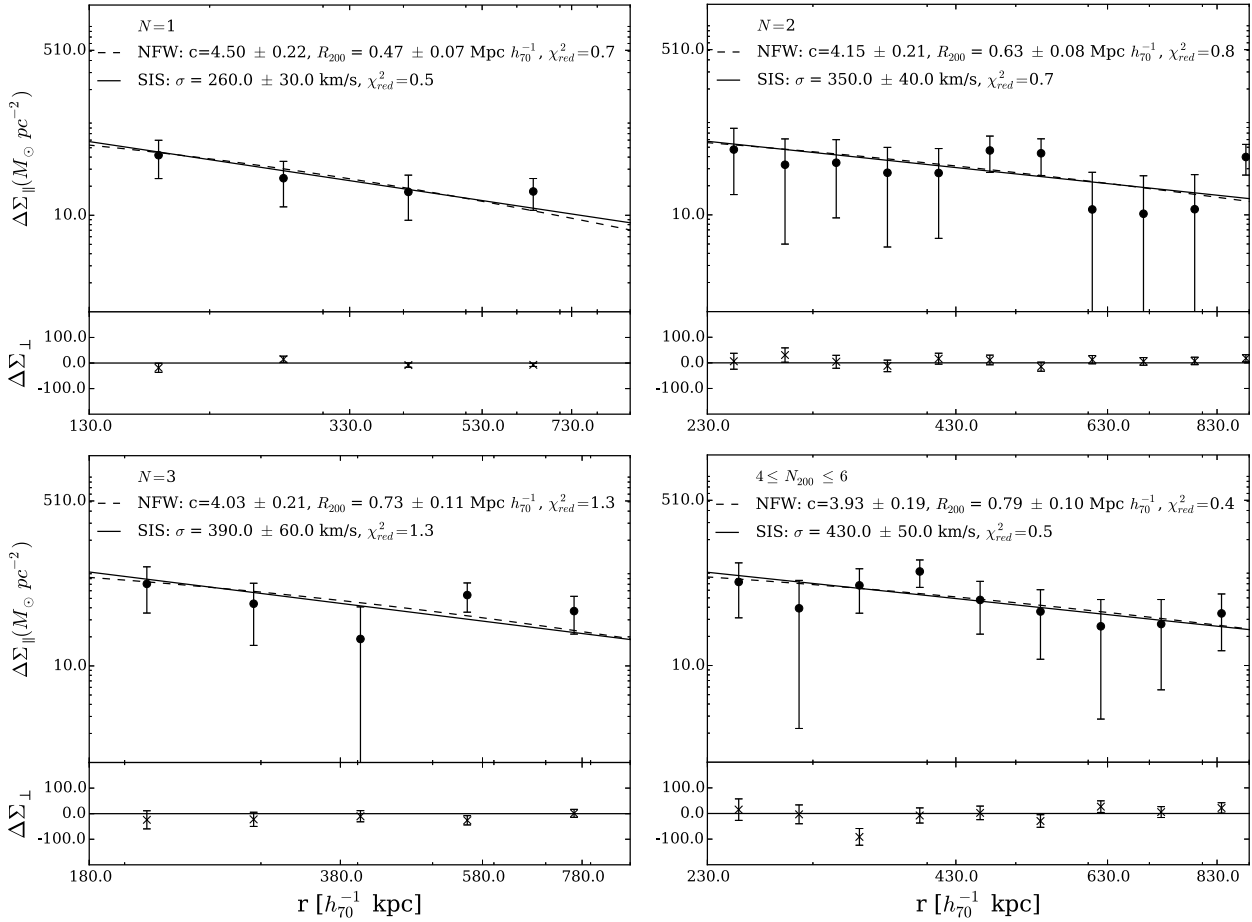 N=1
NFW: c=4.50 ± 0.22, R₂₀₀ = 0.47 ± 0.07 Mpc h₇₀⁻¹, χ²_red=0.7
SIS: σ = 260.0 ± 30.0 km/s, χ²_red=0.5
510.0
10.0
ΔΣ∥(M⊙ pc⁻²)
100.0
0.0
-100.0
ΔΣ⊥
130.0 330.0 530.0 730.0
N=2
NFW: c=4.15 ± 0.21, R₂₀₀ = 0.63 ± 0.08 Mpc h₇₀⁻¹, χ²_red=0.8
SIS: σ = 350.0 ± 40.0 km/s, χ²_red=0.7
510.0
10.0
100.0
0.0
-100.0
230.0 430.0 630.0 830.0
N=3
NFW: c=4.03 ± 0.21, R₂₀₀ = 0.73 ± 0.11 Mpc h₇₀⁻¹, χ²_red=1.3
SIS: σ = 390.0 ± 60.0 km/s, χ²_red=1.3
510.0
10.0
ΔΣ∥(M⊙ pc⁻²)
100.0
0.0
-100.0
ΔΣ⊥
180.0 380.0 580.0 780.0
r [h₇₀⁻¹ kpc]
4 ≤ N₂₀₀ ≤ 6
NFW: c=3.93 ± 0.19, R₂₀₀ = 0.79 ± 0.10 Mpc h₇₀⁻¹, χ²_red=0.4
SIS: σ = 430.0 ± 50.0 km/s, χ²_red=0.5
510.0
10.0
100.0
0.0
-100.0
230.0 430.0 630.0 830.0
r [h₇₀⁻¹ kpc]